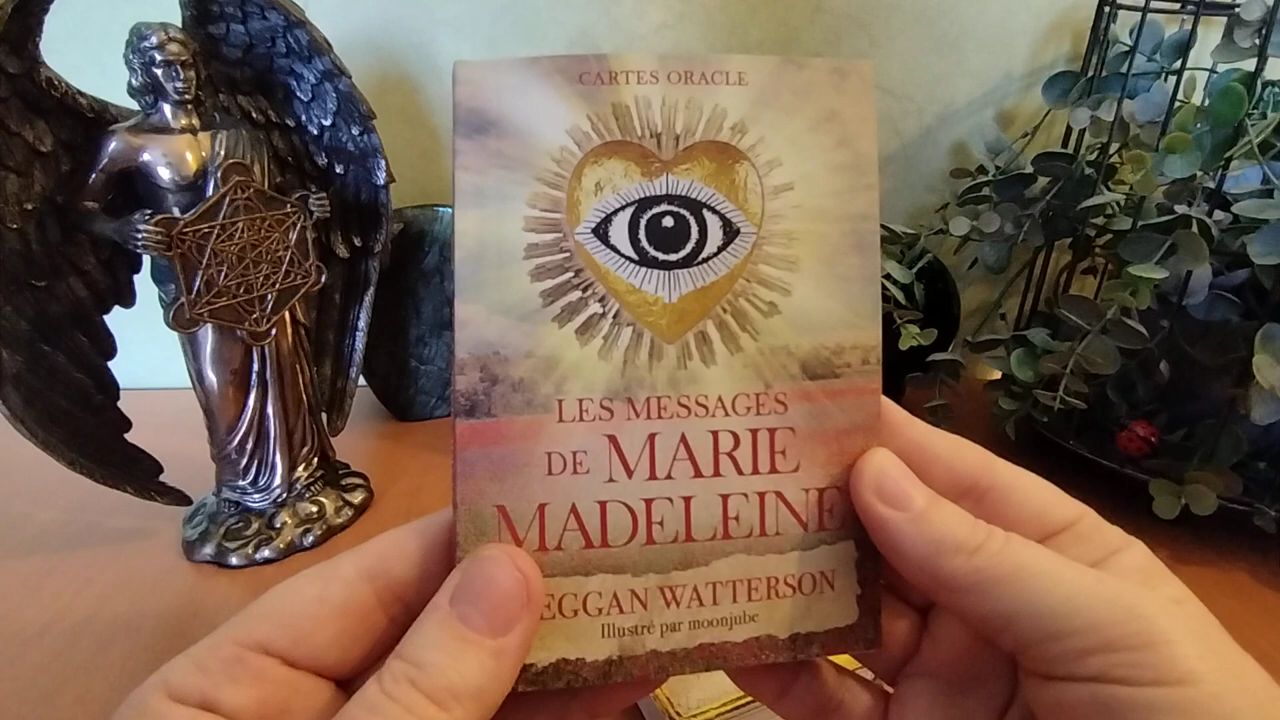 CARTES ORACLE
LES MESSAGES
DE MARIE
MADELEINE
EGGAN WATTERSON
Illustré par moonjube